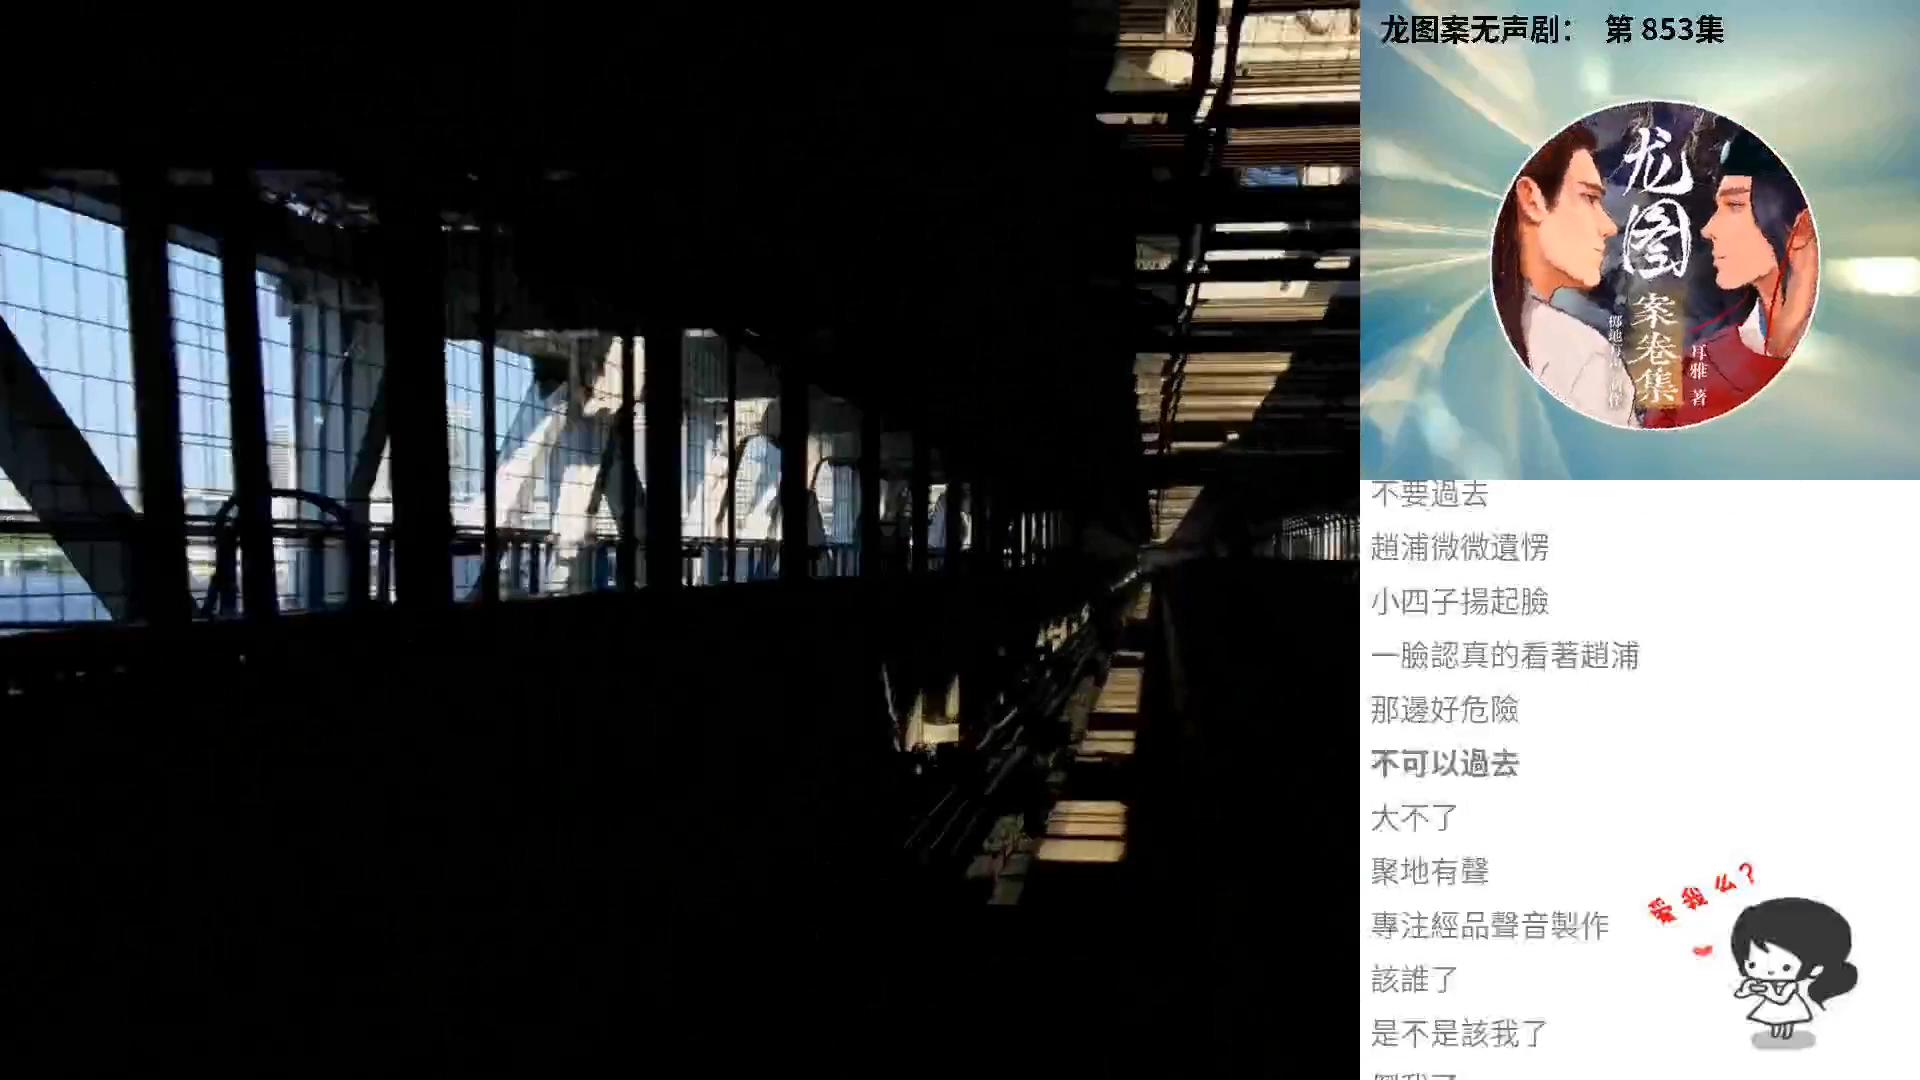 龙图案无声剧： 第 853集
龙图
案卷集
耳雅 著
不要過去
趙浦微微遺愣
小四子揚起臉
一臉認真的看著趙浦
那邊好危險
不可以過去
大不了
聚地有聲
專注經品聲音製作
該誰了
是不是該我了
爱我么？